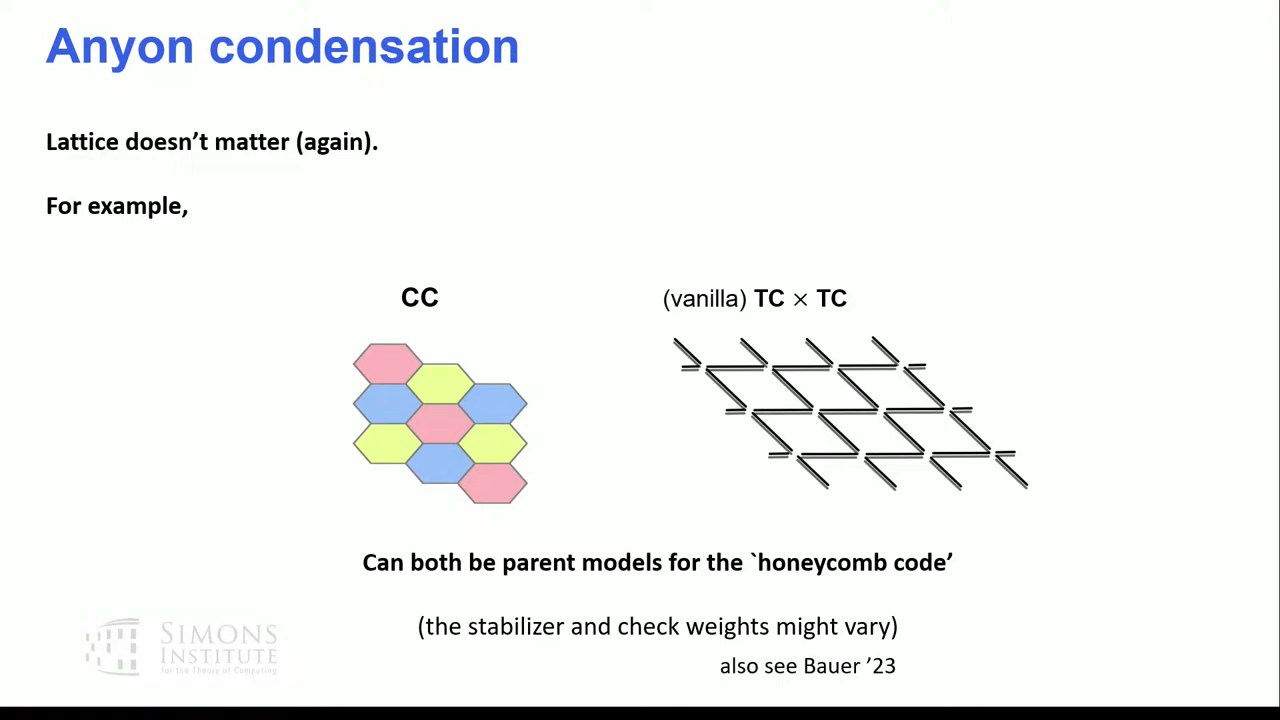 Anyon condensation
Lattice doesn’t matter (again).
For example,
CC
(vanilla) TC × TC
Can both be parent models for the `honeycomb code’
(the stabilizer and check weights might vary)
also see Bauer ’23
SIMONS
INSTITUTE
for the Theory of Computing